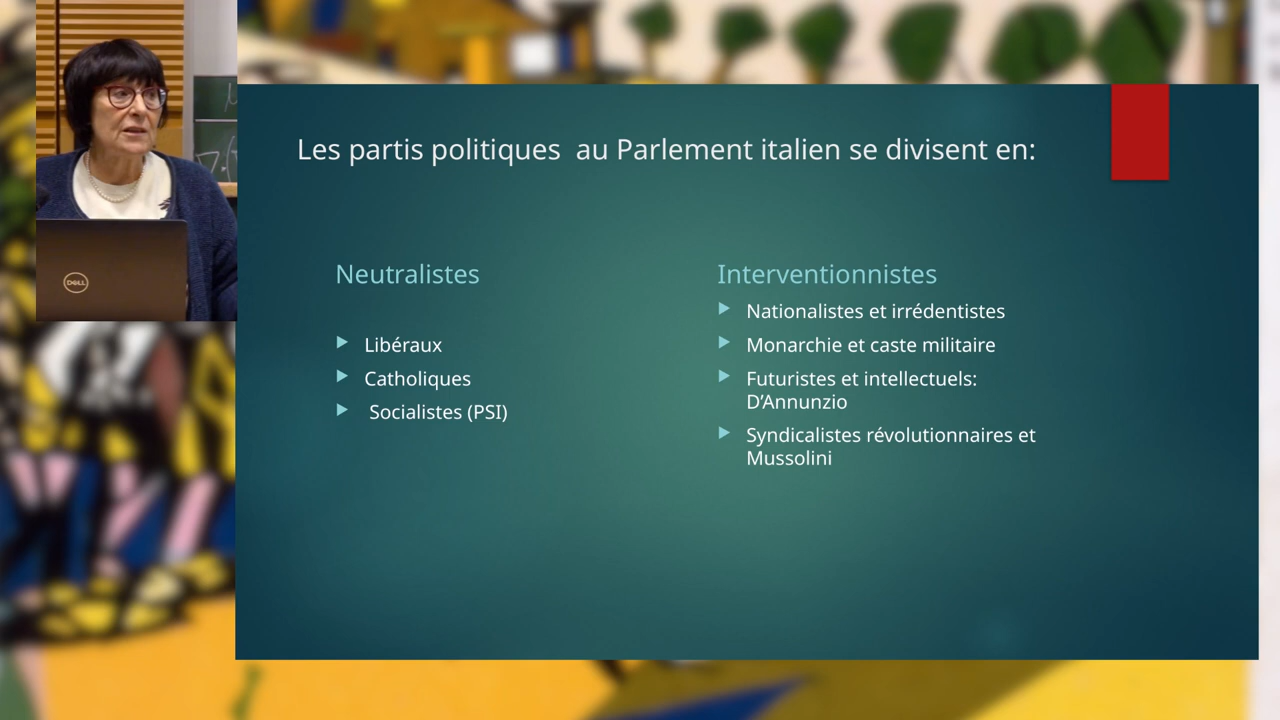 Les partis politiques  au Parlement italien se divisent en:
Neutralistes
Libéraux
Catholiques
Socialistes (PSI)
Interventionnistes
Nationalistes et irrédentistes
Monarchie et caste militaire
Futuristes et intellectuels:
D’Annunzio
Syndicalistes révolutionnaires et
Mussolini
DELL